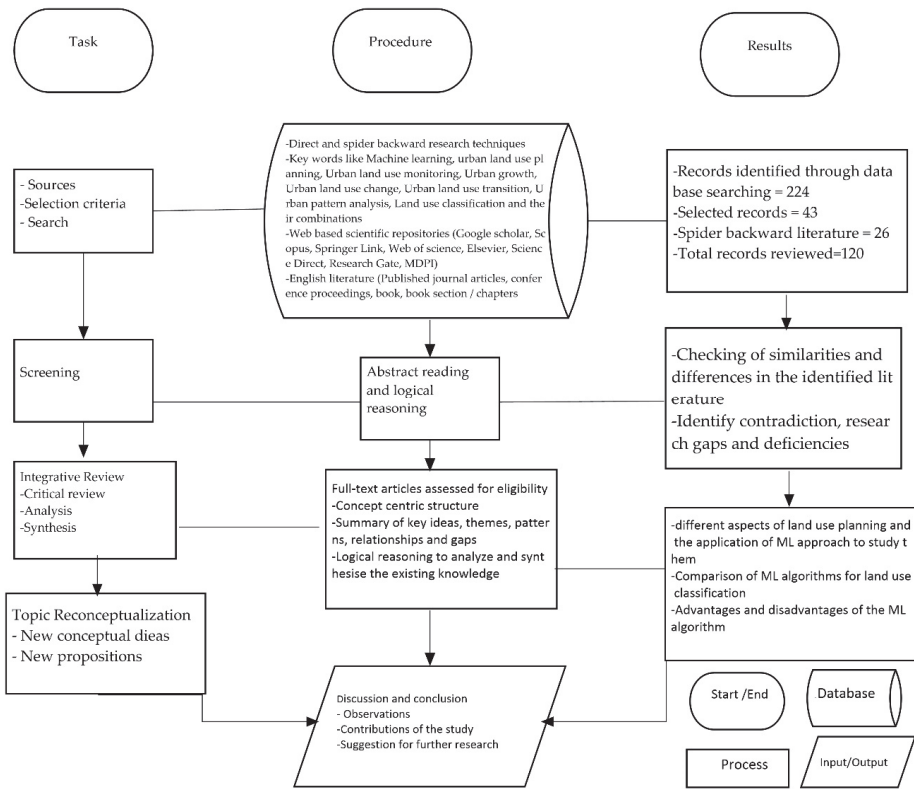 Task
Procedure
Results
- Sources
-Selection criteria
- Search
-Direct and spider backward research techniques
-Key words like Machine learning, urban land use pl
anning, Urban land use monitoring, Urban growth,
Urban land use change, Urban land use transition, U
rban pattern analysis, Land use classification and the
ir combinations
-Web based scientific repositories (Google scholar, Sc
opus, Springer Link, Web of science, Elsevier, Scienc
e Direct, Research Gate, MDPI)
-English literature (Published journal articles, confer
ence proceedings, book, book section / chapters
-Records identified through data
base searching = 224
-Selected records = 43
-Spider backward literature = 26
-Total records reviewed=120
Screening
Abstract reading
and logical
reasoning
-Checking of similarities and
differences in the identified lit
erature
-Identify contradiction, resear
ch gaps and deficiencies
Integrative Review
-Critical review
-Analysis
-Synthesis
Full-text articles assessed for eligibility
-Concept centric structure
-Summary of key ideas, themes, patter
ns, relationships and gaps
-Logical reasoning to analyze and synt
hesise the existing knowledge
-different aspects of land use planning and
the application of ML approach to study t
hem
-Comparison of ML algorithms for land use
classification
-Advantages and disadvantages of the ML
algorithm
Topic Reconceptualization
- New conceptual dieas
- New propositions
Discussion and conclusion
- Observations
-Contributions of the study
-Suggestion for further research
Start /End
Database
Process
Input/Output